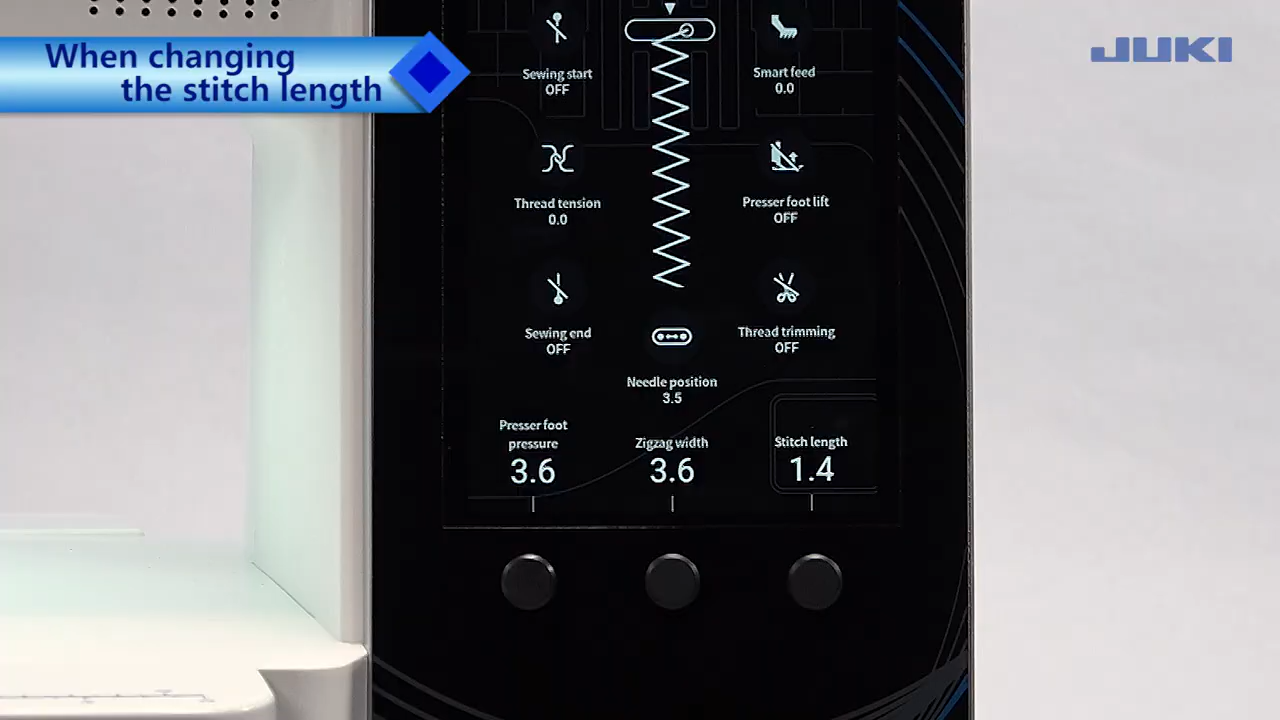 When changing
the stitch length
JUKI
Sewing start
OFF
Smart feed
0.0
Thread tension
0.0
Presser foot lift
OFF
Sewing end
OFF
Thread trimming
OFF
Needle position
3.5
Presser foot
pressure
3.6
Zigzag width
3.6
Stitch length
1.4